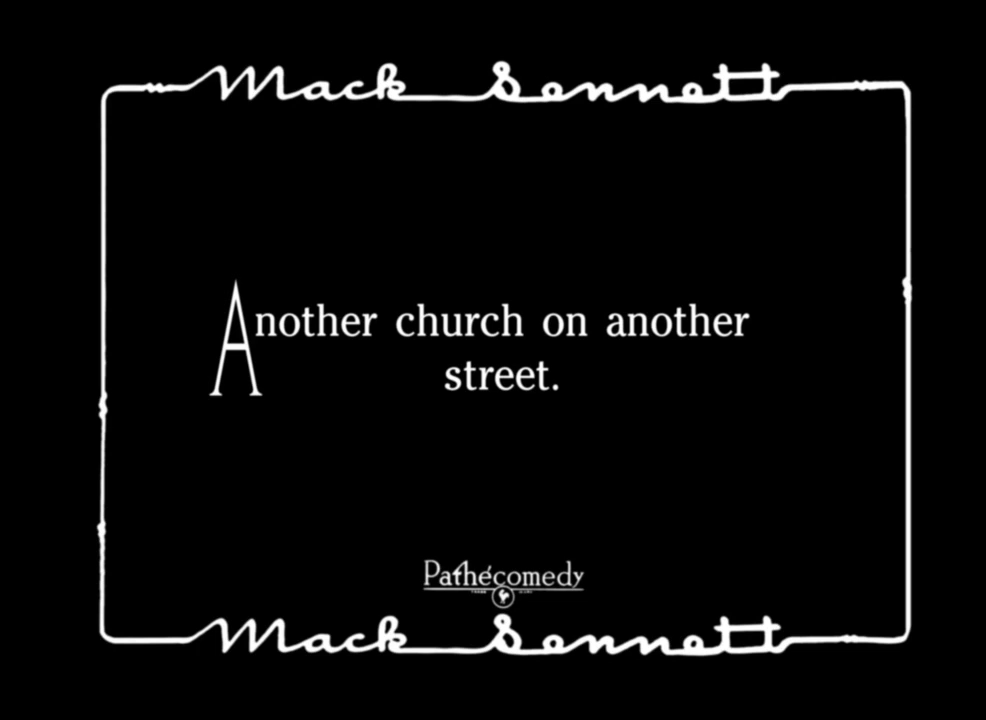 Mack Sennett
Another church on another
street.
Pathécomedy
Mack Sennett